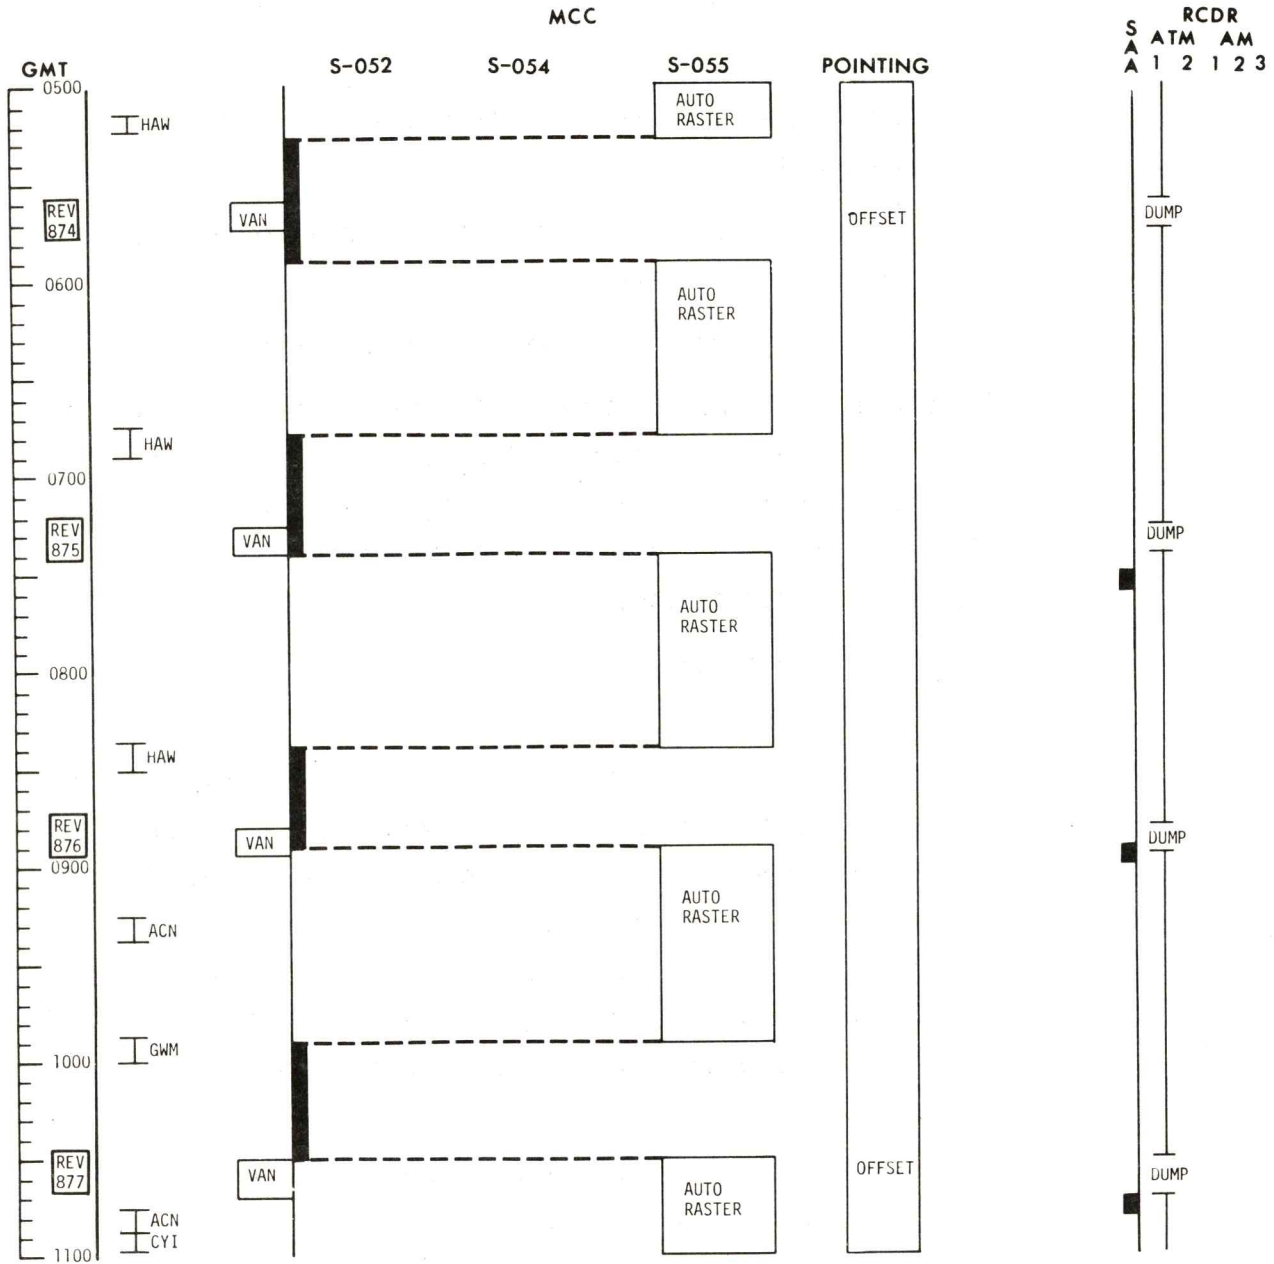 MCC
RCDR
SAA
ATM AM
GMT S-052 S-054 S-055 POINTING 1 2 1 2 3
0500
AUTO
RASTER
HAW
REV
874
VAN
OFFSET
DUMP
0600
AUTO
RASTER
HAW
0700
REV
875
VAN
DUMP
AUTO
RASTER
0800
HAW
REV
876
VAN
DUMP
0900
AUTO
RASTER
ACN
GWM
1000
REV
877
VAN
OFFSET
DUMP
AUTO
RASTER
ACN
CYI
1100